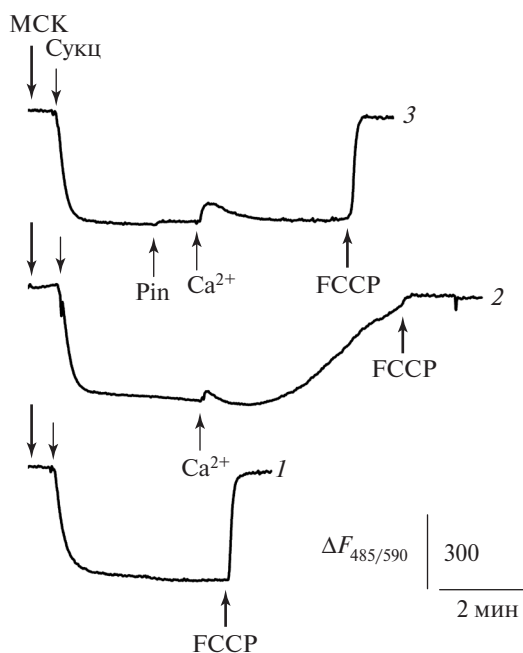 МСК
Сукц
3
Pin
Ca²⁺
FCCP
2
FCCP
Ca²⁺
1
ΔF₄₈₅/₅₉₀
300
2 мин
FCCP